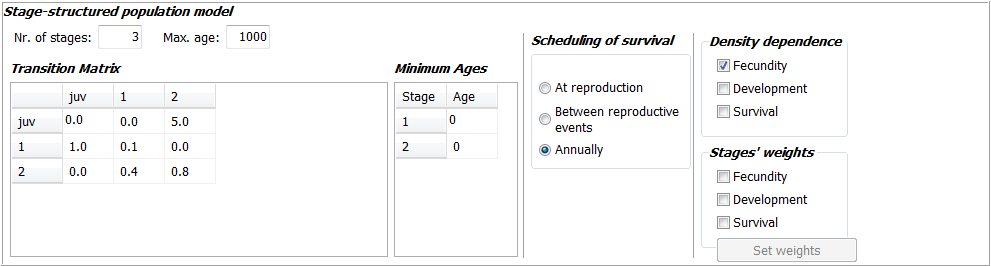 Stage-structured population model
Nr. of stages: 3 Max. age: 1000
Transition Matrix
juv 1 2
juv 0.0 0.0 5.0
1 1.0 0.1 0.0
2 0.0 0.4 0.8
Minimum Ages
Stage Age
1 0
2 0
Scheduling of survival
At reproduction
Between reproductive
events
Annually
Density dependence
Fecundity
Development
Survival
Stages' weights
Fecundity
Development
Survival
Set weights